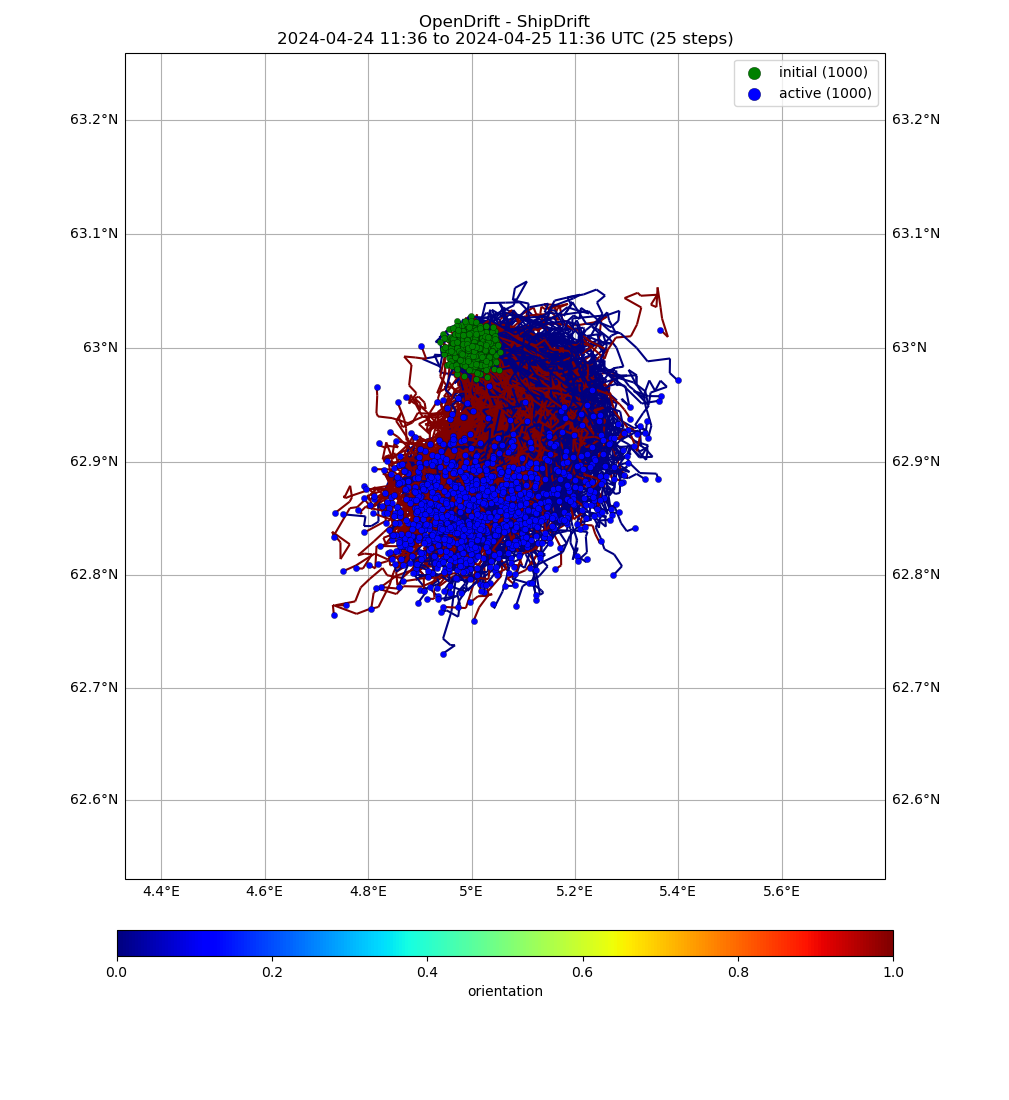 OpenDrift - ShipDrift
2024-04-24 11:36 to 2024-04-25 11:36 UTC (25 steps)
initial (1000)
active (1000)
63.2°N 63.2°N
63.1°N 63.1°N
63°N 63°N
62.9°N 62.9°N
62.8°N 62.8°N
62.7°N 62.7°N
62.6°N 62.6°N
4.4°E 4.6°E 4.8°E 5°E 5.2°E 5.4°E 5.6°E
0.0 0.2 0.4 0.6 0.8 1.0
orientation